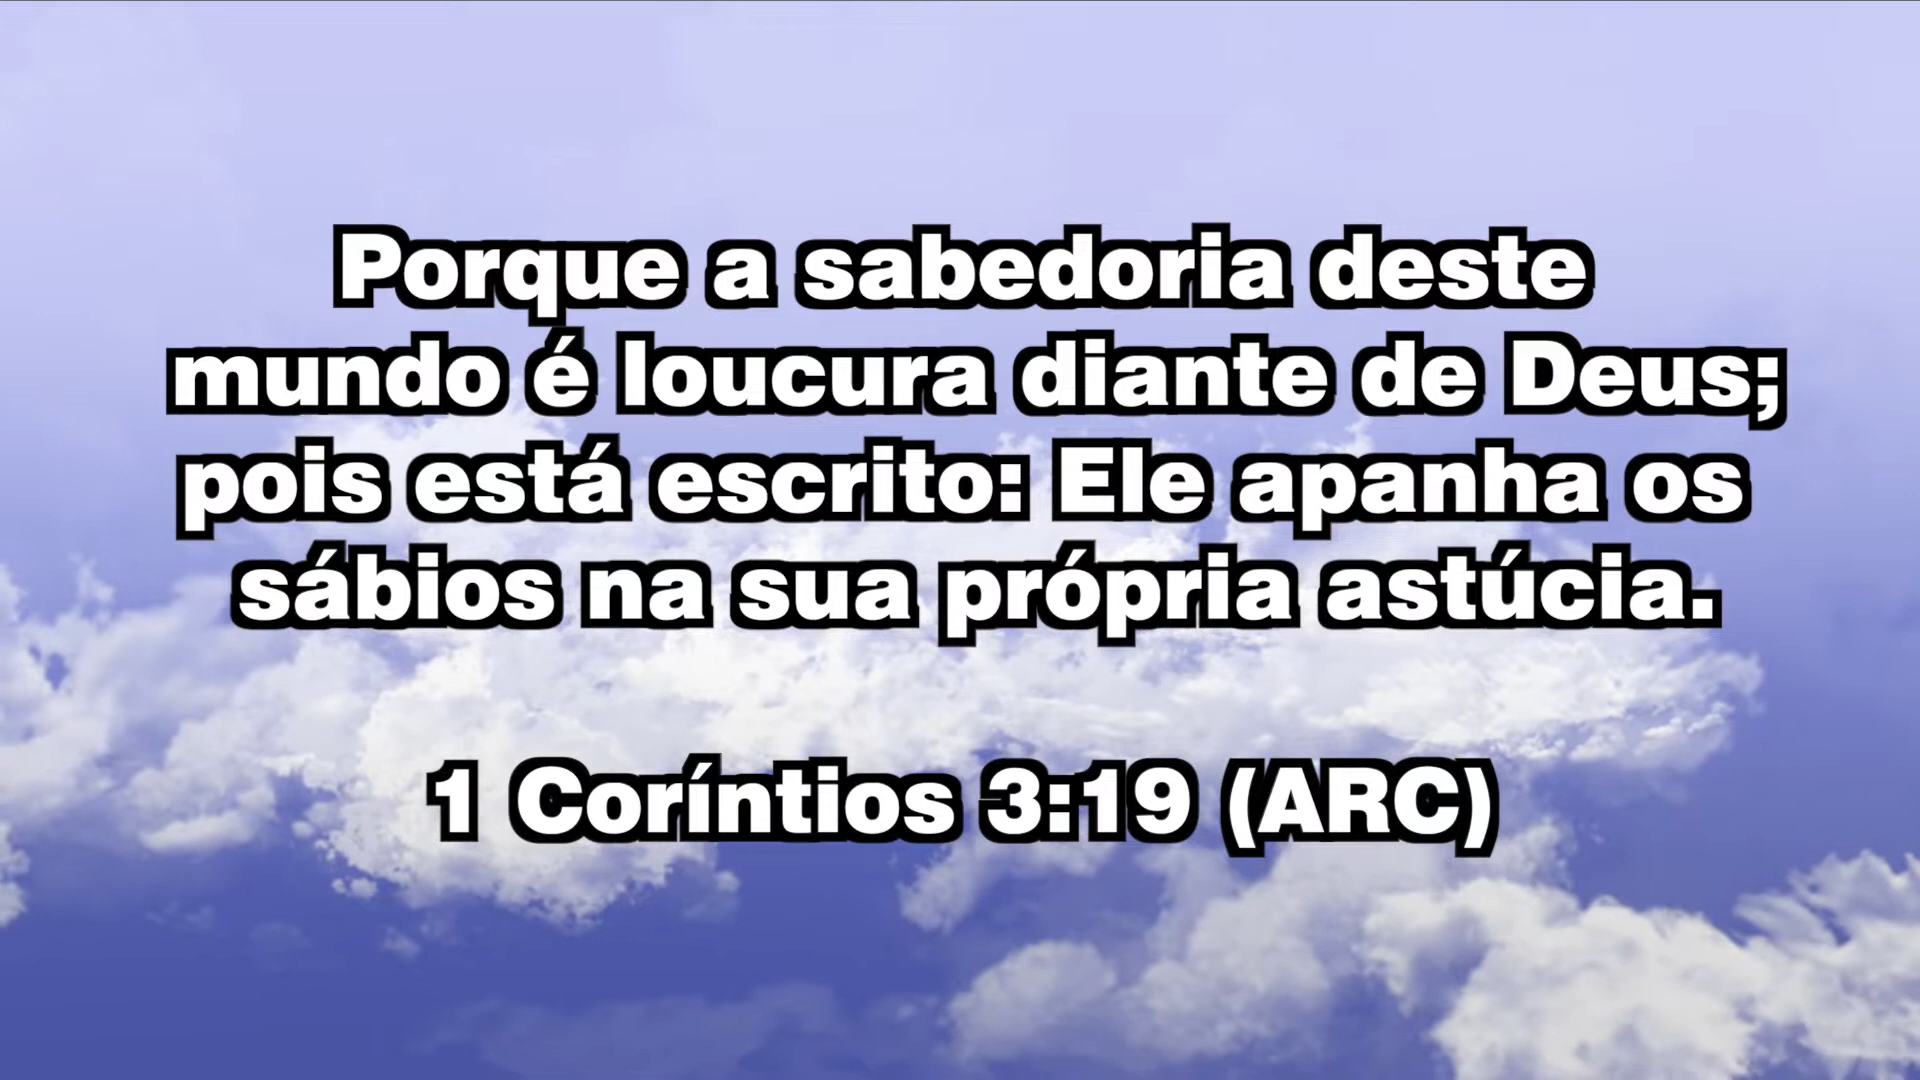 Porque a sabedoria deste
mundo é loucura diante de Deus;
pois está escrito: Ele apanha os
sábios na sua própria astúcia.
1 Coríntios 3:19 (ARC)